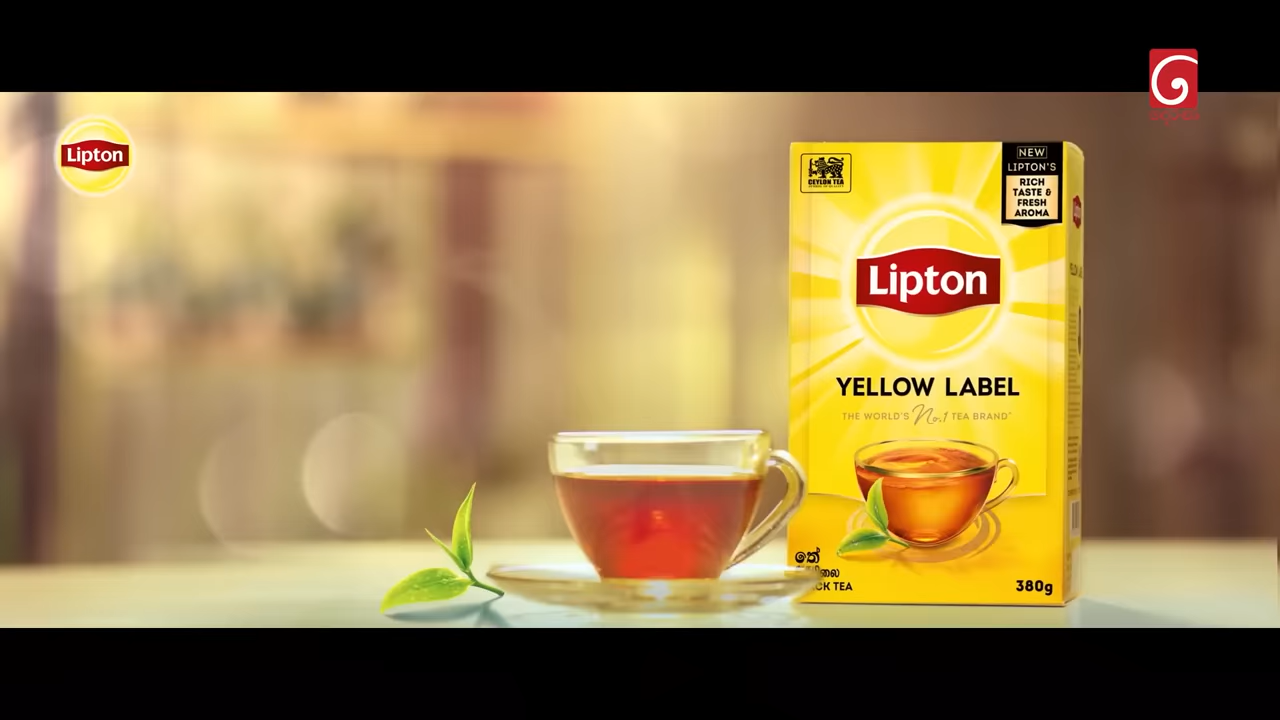 Lipton
CEYLON TEA
NEW
LIPTON'S
RICH
TASTE &
FRESH
AROMA
Lipton
YELLOW LABEL
THE WORLD'S No.1 TEA BRAND
තේ
TEA
380g